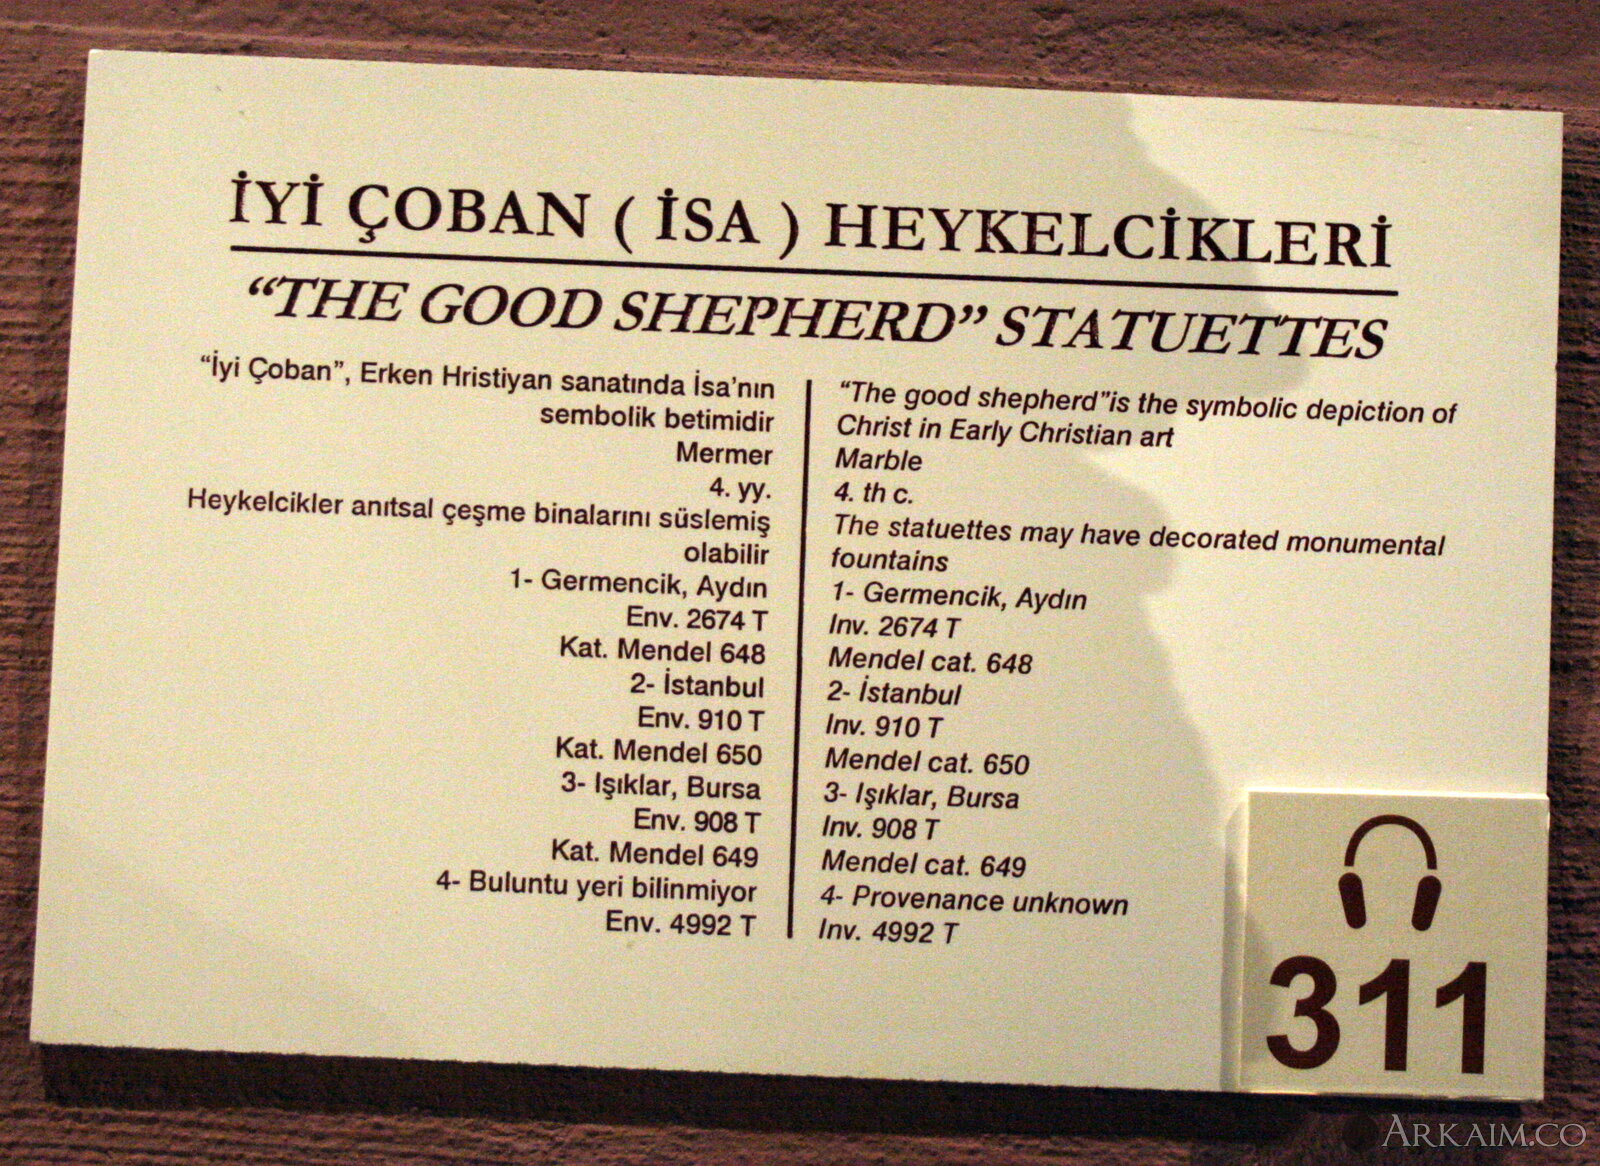 İYİ ÇOBAN ( İSA ) HEYKELCİKLERİ
“THE GOOD SHEPHERD” STATUETTES
“İyi Çoban”, Erken Hristiyan sanatında İsa’nın
sembolik betimidir
Mermer
4. yy.
Heykelcikler anıtsal çeşme binalarını süslemiş
olabilir
1- Germencik, Aydın
Env. 2674 T
Kat. Mendel 648
2- İstanbul
Env. 910 T
Kat. Mendel 650
3- Işıklar, Bursa
Env. 908 T
Kat. Mendel 649
4- Buluntu yeri bilinmiyor
Env. 4992 T
“The good shepherd”is the symbolic depiction of
Christ in Early Christian art
Marble
4. th c.
The statuettes may have decorated monumental
fountains
1- Germencik, Aydın
Inv. 2674 T
Mendel cat. 648
2- İstanbul
Inv. 910 T
Mendel cat. 650
3- Işıklar, Bursa
Inv. 908 T
Mendel cat. 649
4- Provenance unknown
Inv. 4992 T
311
ARKAIM.CO